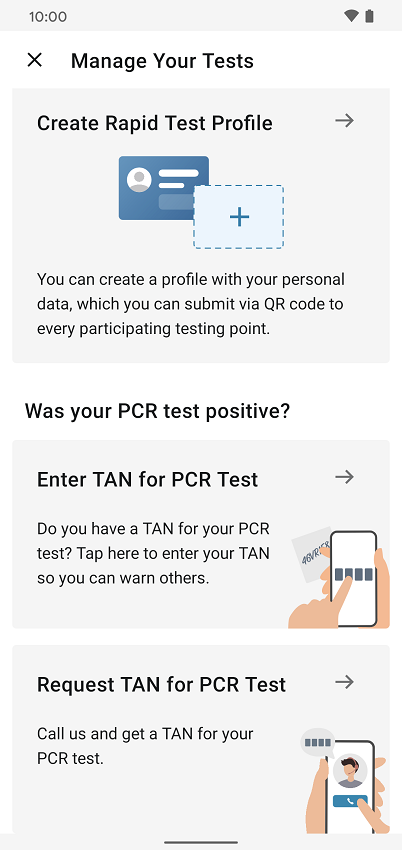 10:00
Manage Your Tests
Create Rapid Test Profile
You can create a profile with your personal
data, which you can submit via QR code to
every participating testing point.
Was your PCR test positive?
Enter TAN for PCR Test
Do you have a TAN for your PCR
test? Tap here to enter your TAN
so you can warn others.
Request TAN for PCR Test
Call us and get a TAN for your
PCR test.